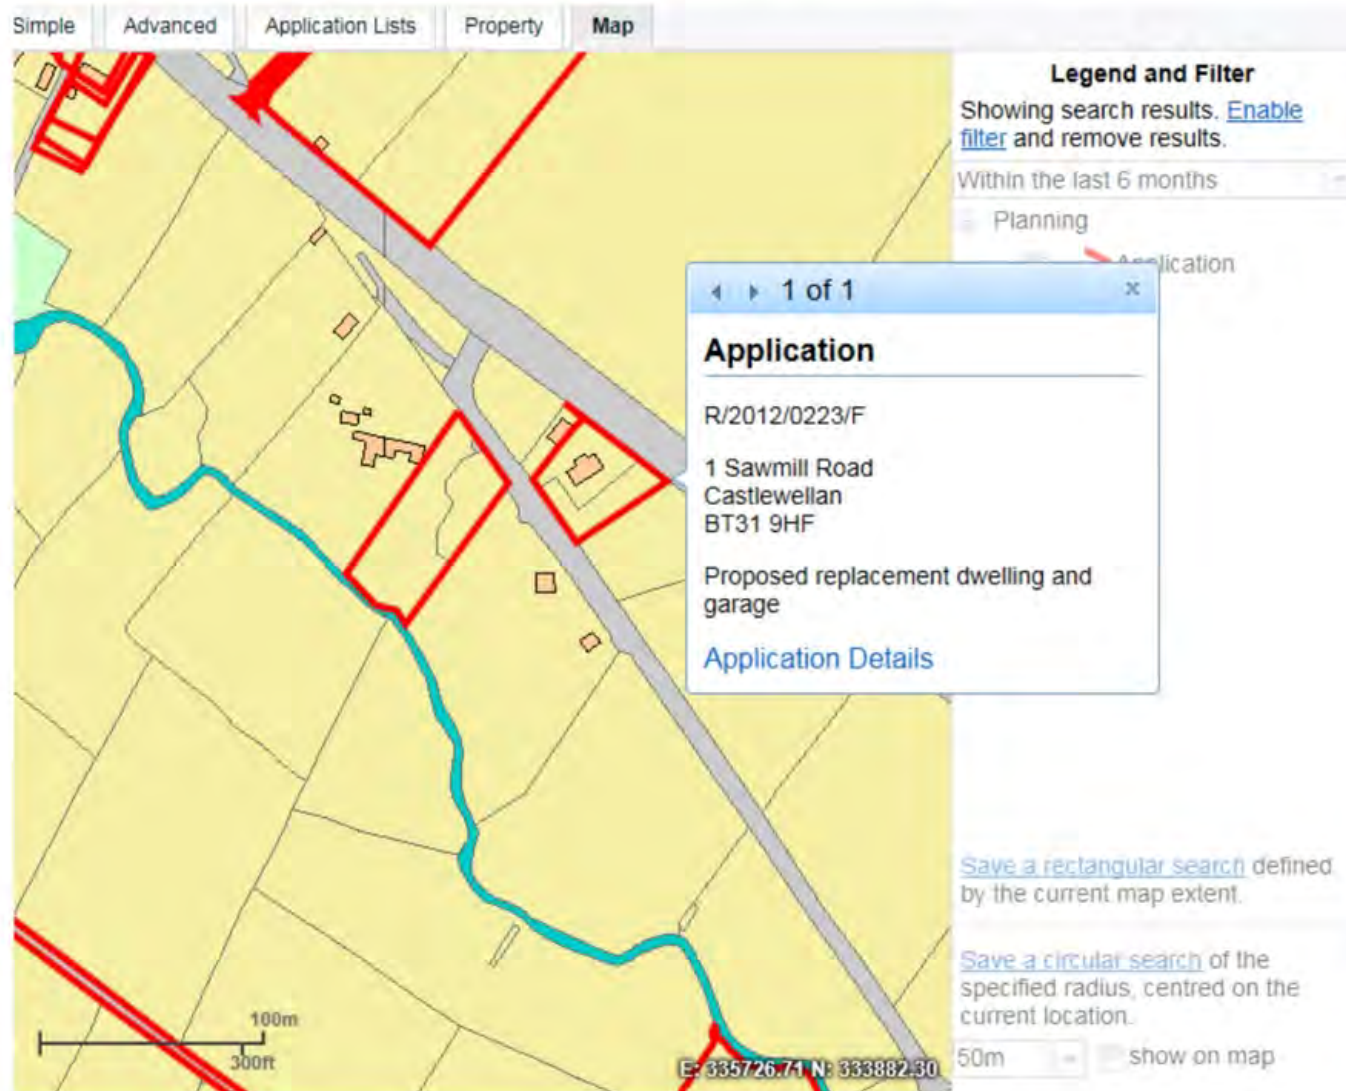 Simple
Advanced
Application Lists
Property
Map
Legend and Filter
Showing search results. Enable
filter and remove results.
Within the last 6 months
Planning
Application
1 of 1
x
Application
R/2012/0223/F
1 Sawmill Road
Castlewellan
BT31 9HF
Proposed replacement dwelling and
garage
Application Details
Save a rectangular search defined
by the current map extent.
Save a circular search of the
specified radius, centred on the
current location.
50m
show on map
100m
300ft
E: 335726.71 N: 333882.30